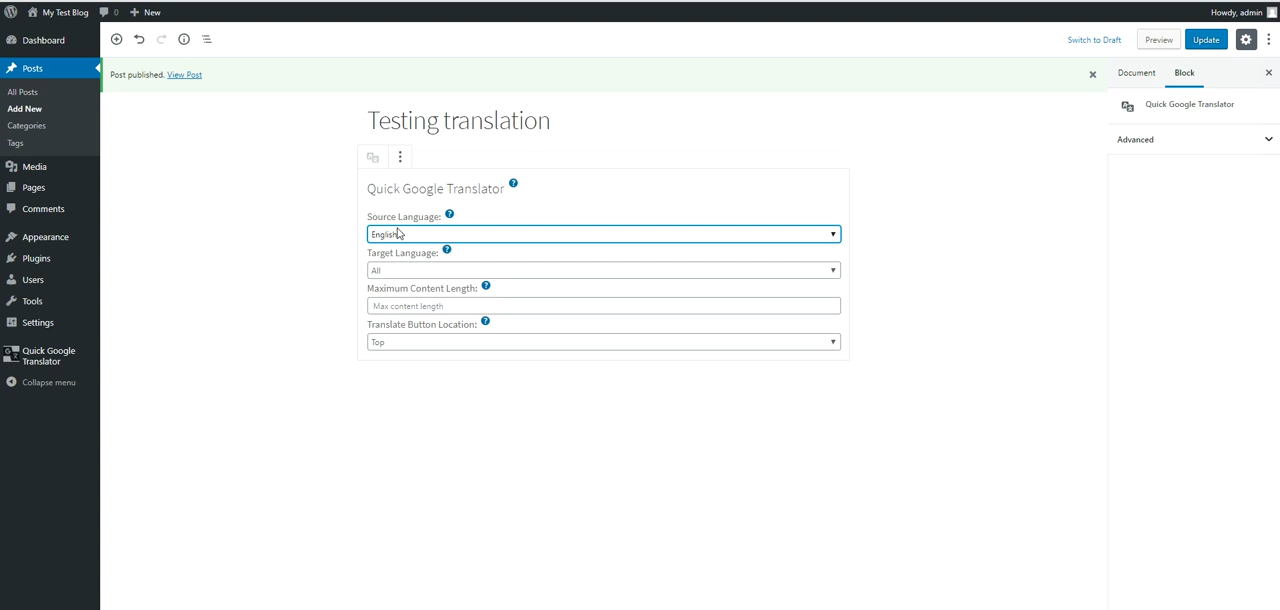 My Test Blog 0 New Howdy, admin
Dashboard
Switch to Draft Preview Update
Posts
Post published. View Post
Document Block
All Posts
Add New
Categories
Tags
Quick Google Translator
Advanced
Testing translation
Media
Pages
Comments
Appearance
Plugins
Users
Tools
Settings
Quick Google
Translator
Collapse menu
Quick Google Translator
Source Language:
English
Target Language:
All
Maximum Content Length:
Max content length
Translate Button Location:
Top